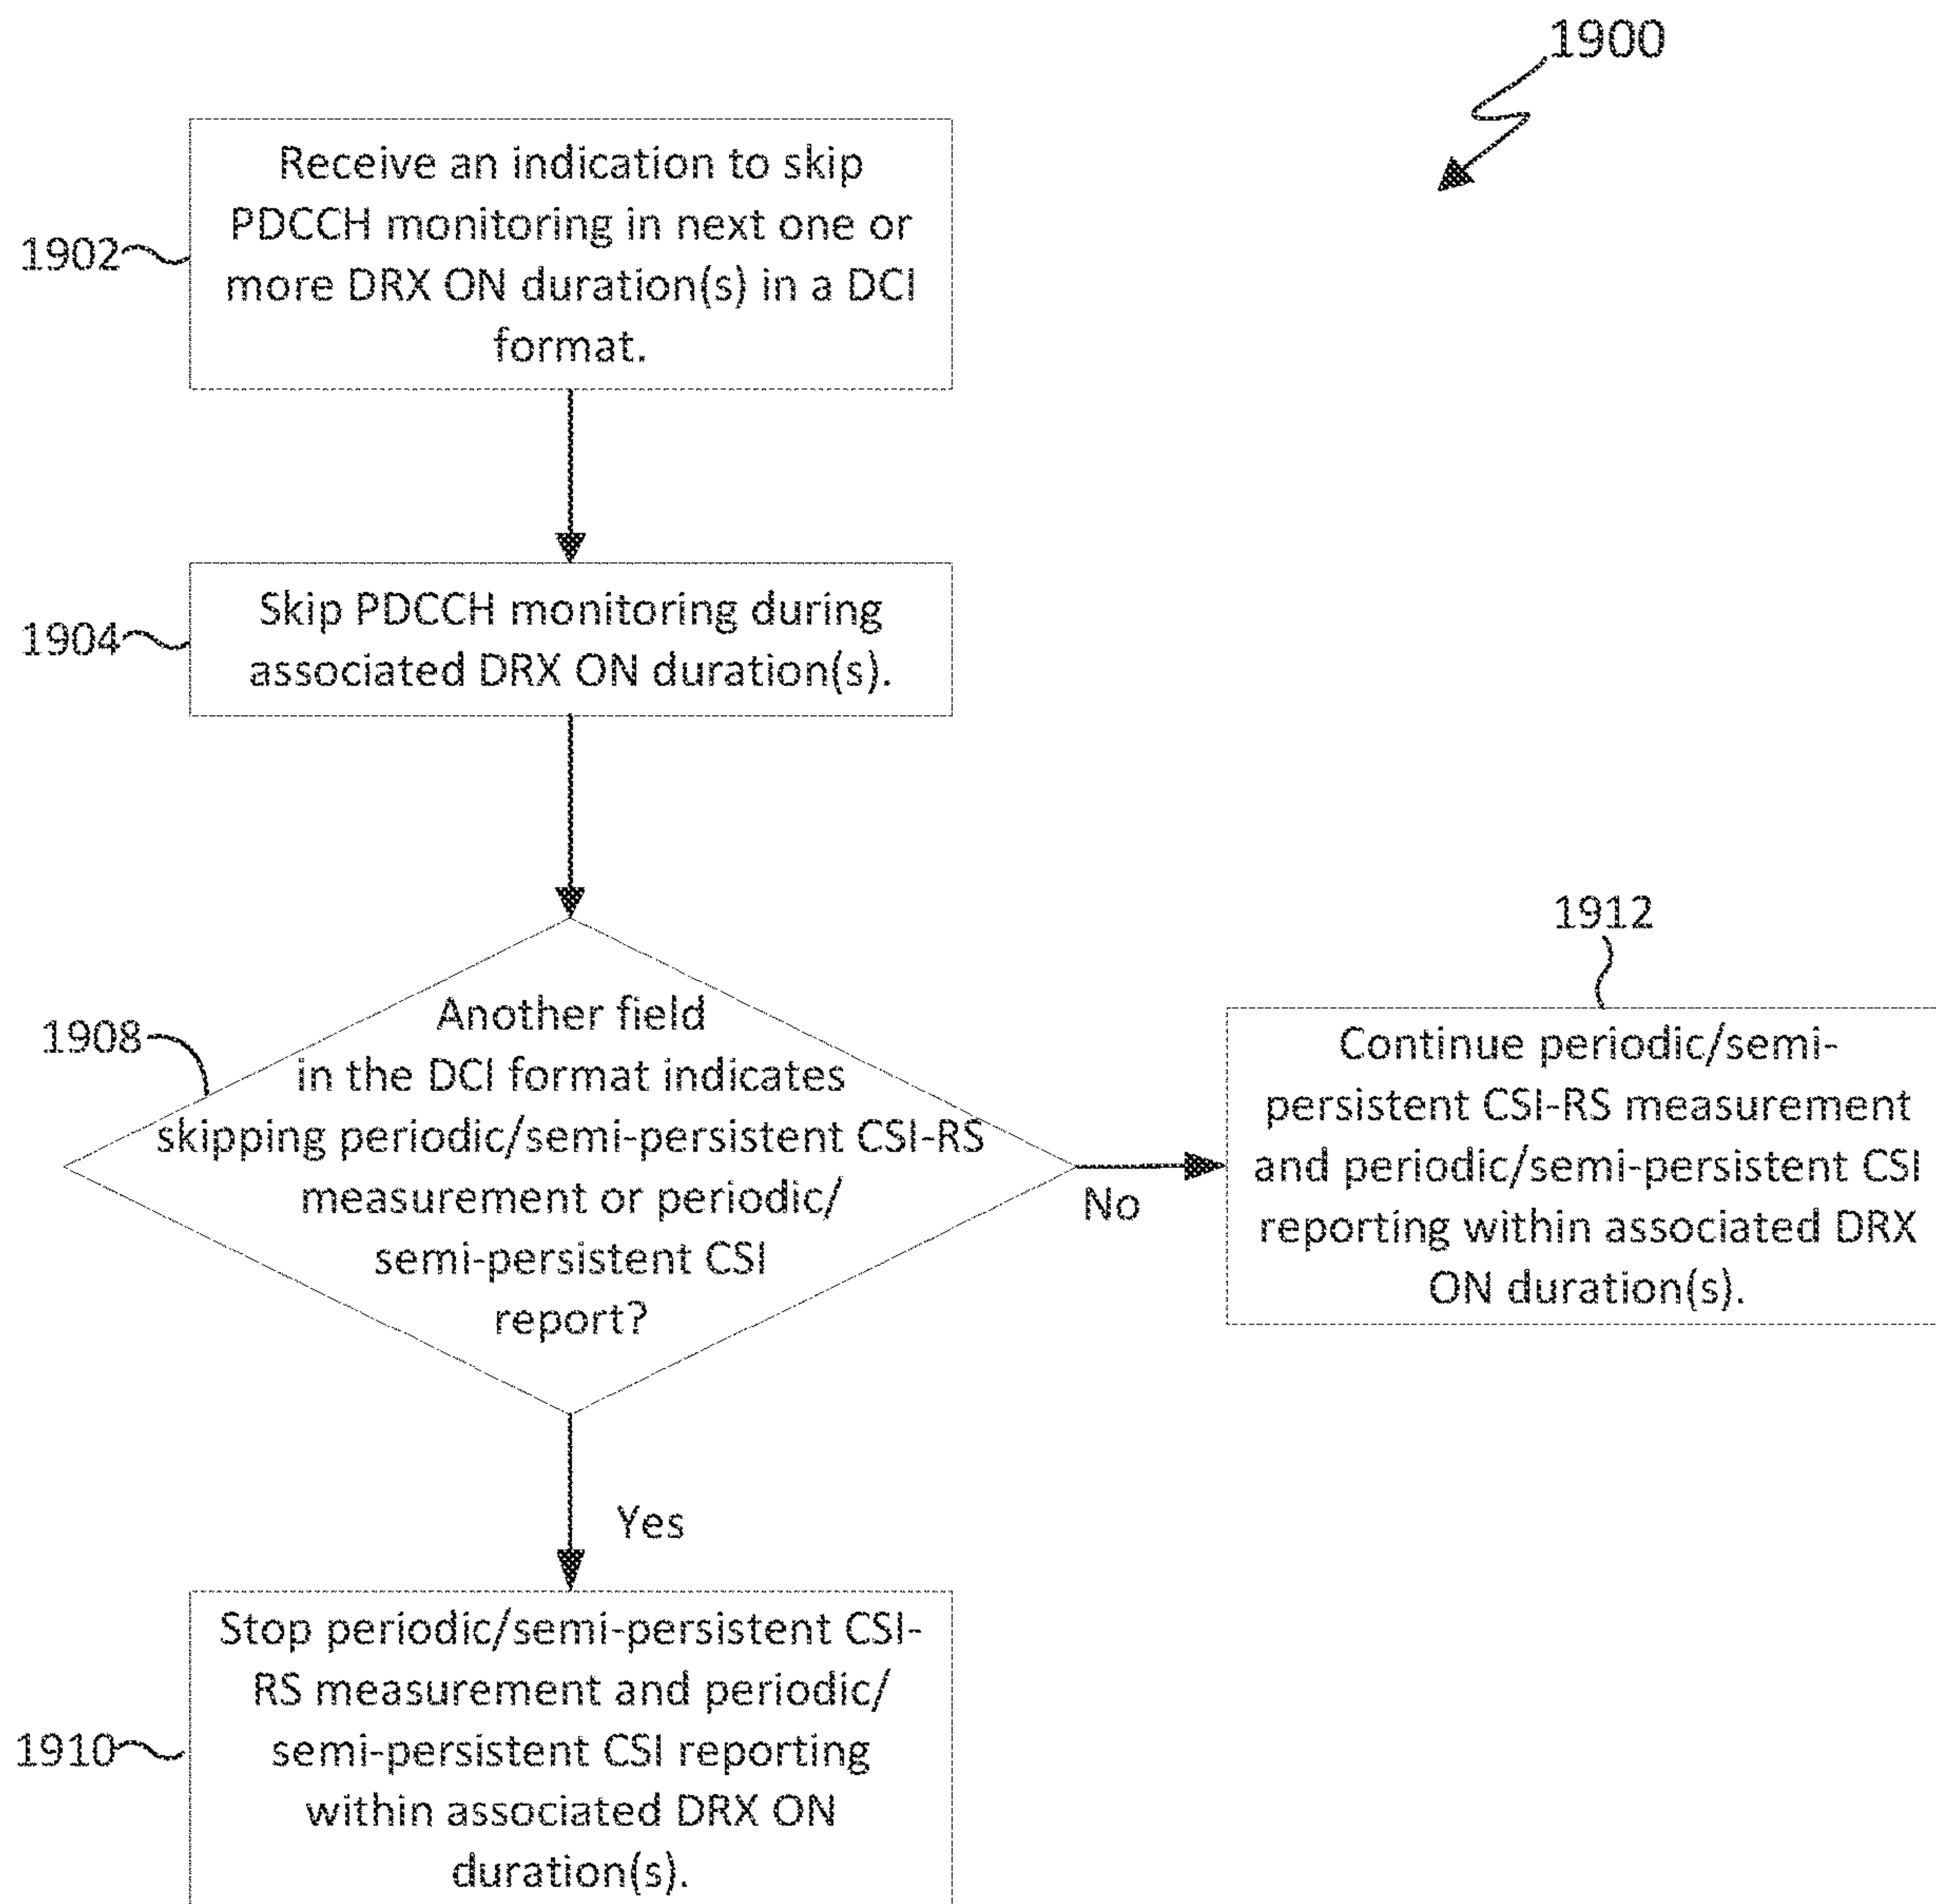 1900
Receive an indication to skip
PDCCH monitoring in next one or
more DRX ON duration(s) in a DCI
format.
1902
Skip PDCCH monitoring during
associated DRX ON duration(s).
1904
Another field
in the DCI format indicates
skipping periodic/semi-persistent CSI-RS
measurement or periodic/
semi-persistent CSI
report?
1908
No
1912
Continue periodic/semi-
persistent CSI-RS measurement
and periodic/semi-persistent CSI
reporting within associated DRX
ON duration(s).
Yes
Stop periodic/semi-persistent CSI-
RS measurement and periodic/
semi-persistent CSI reporting
within associated DRX ON
duration(s).
1910